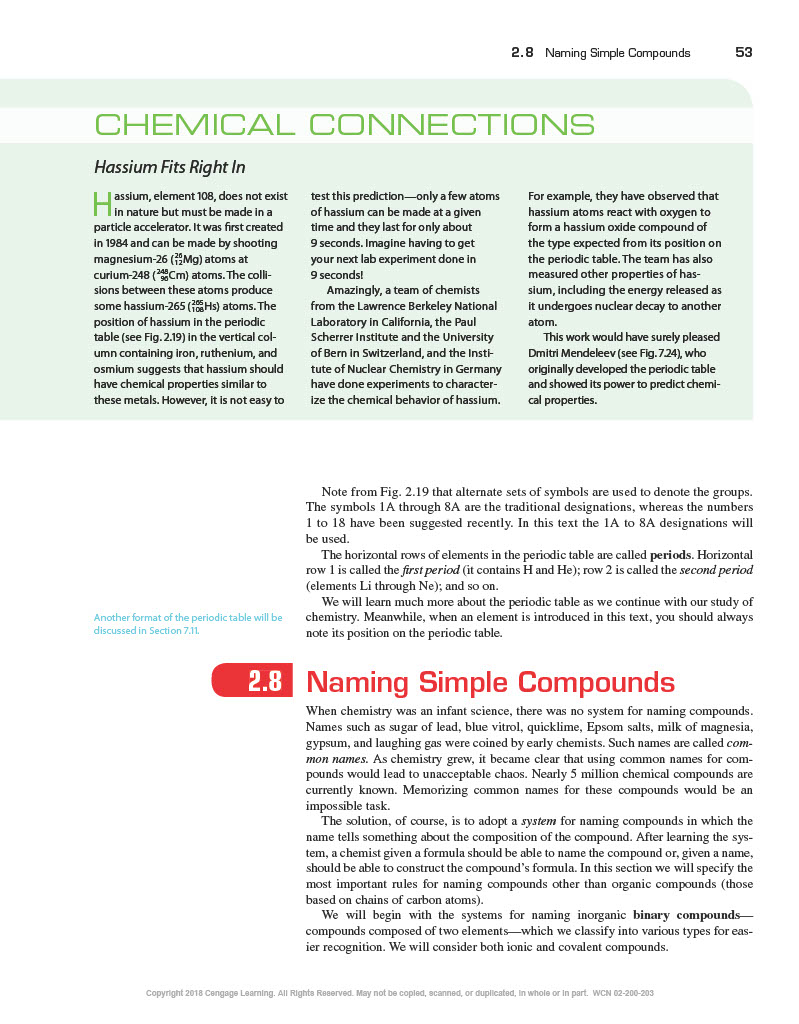 2.8 Naming Simple Compounds 53
CHEMICAL CONNECTIONS
Hassium Fits Right In
Hassium, element 108, does not exist
in nature but must be made in a
particle accelerator. It was first created
in 1984 and can be made by shooting
magnesium-26 (²⁶₁₂Mg) atoms at
curium-248 (²⁴⁸₉₆Cm) atoms. The colli-
sions between these atoms produce
some hassium-265 (²⁶⁵₁₀₈Hs) atoms. The
position of hassium in the periodic
table (see Fig. 2.19) in the vertical col-
umn containing iron, ruthenium, and
osmium suggests that hassium should
have chemical properties similar to
these metals. However, it is not easy to
test this prediction—only a few atoms
of hassium can be made at a given
time and they last for only about
9 seconds. Imagine having to get
your next lab experiment done in
9 seconds!
Amazingly, a team of chemists
from the Lawrence Berkeley National
Laboratory in California, the Paul
Scherrer Institute and the University
of Bern in Switzerland, and the Insti-
tute of Nuclear Chemistry in Germany
have done experiments to character-
ize the chemical behavior of hassium.
For example, they have observed that
hassium atoms react with oxygen to
form a hassium oxide compound of
the type expected from its position on
the periodic table. The team has also
measured other properties of has-
sium, including the energy released as
it undergoes nuclear decay to another
atom.
This work would have surely pleased
Dmitri Mendeleev (see Fig. 7.24), who
originally developed the periodic table
and showed its power to predict chemi-
cal properties.
Note from Fig. 2.19 that alternate sets of symbols are used to denote the groups.
The symbols 1A through 8A are the traditional designations, whereas the numbers
1 to 18 have been suggested recently. In this text the 1A to 8A designations will
be used.
The horizontal rows of elements in the periodic table are called periods. Horizontal
row 1 is called the first period (it contains H and He); row 2 is called the second period
(elements Li through Ne); and so on.
We will learn much more about the periodic table as we continue with our study of
chemistry. Meanwhile, when an element is introduced in this text, you should always
note its position on the periodic table.
Another format of the periodic table will be
discussed in Section 7.11.
2.8 Naming Simple Compounds
When chemistry was an infant science, there was no system for naming compounds.
Names such as sugar of lead, blue vitrol, quicklime, Epsom salts, milk of magnesia,
gypsum, and laughing gas were coined by early chemists. Such names are called com-
mon names. As chemistry grew, it became clear that using common names for com-
pounds would lead to unacceptable chaos. Nearly 5 million chemical compounds are
currently known. Memorizing common names for these compounds would be an
impossible task.
The solution, of course, is to adopt a system for naming compounds in which the
name tells something about the composition of the compound. After learning the sys-
tem, a chemist given a formula should be able to name the compound or, given a name,
should be able to construct the compound's formula. In this section we will specify the
most important rules for naming compounds other than organic compounds (those
based on chains of carbon atoms).
We will begin with the systems for naming inorganic binary compounds—
compounds composed of two elements—which we classify into various types for eas-
ier recognition. We will consider both ionic and covalent compounds.
Copyright 2018 Cengage Learning. All Rights Reserved. May not be copied, scanned, or duplicated, in whole or in part. WCN 02-200-203